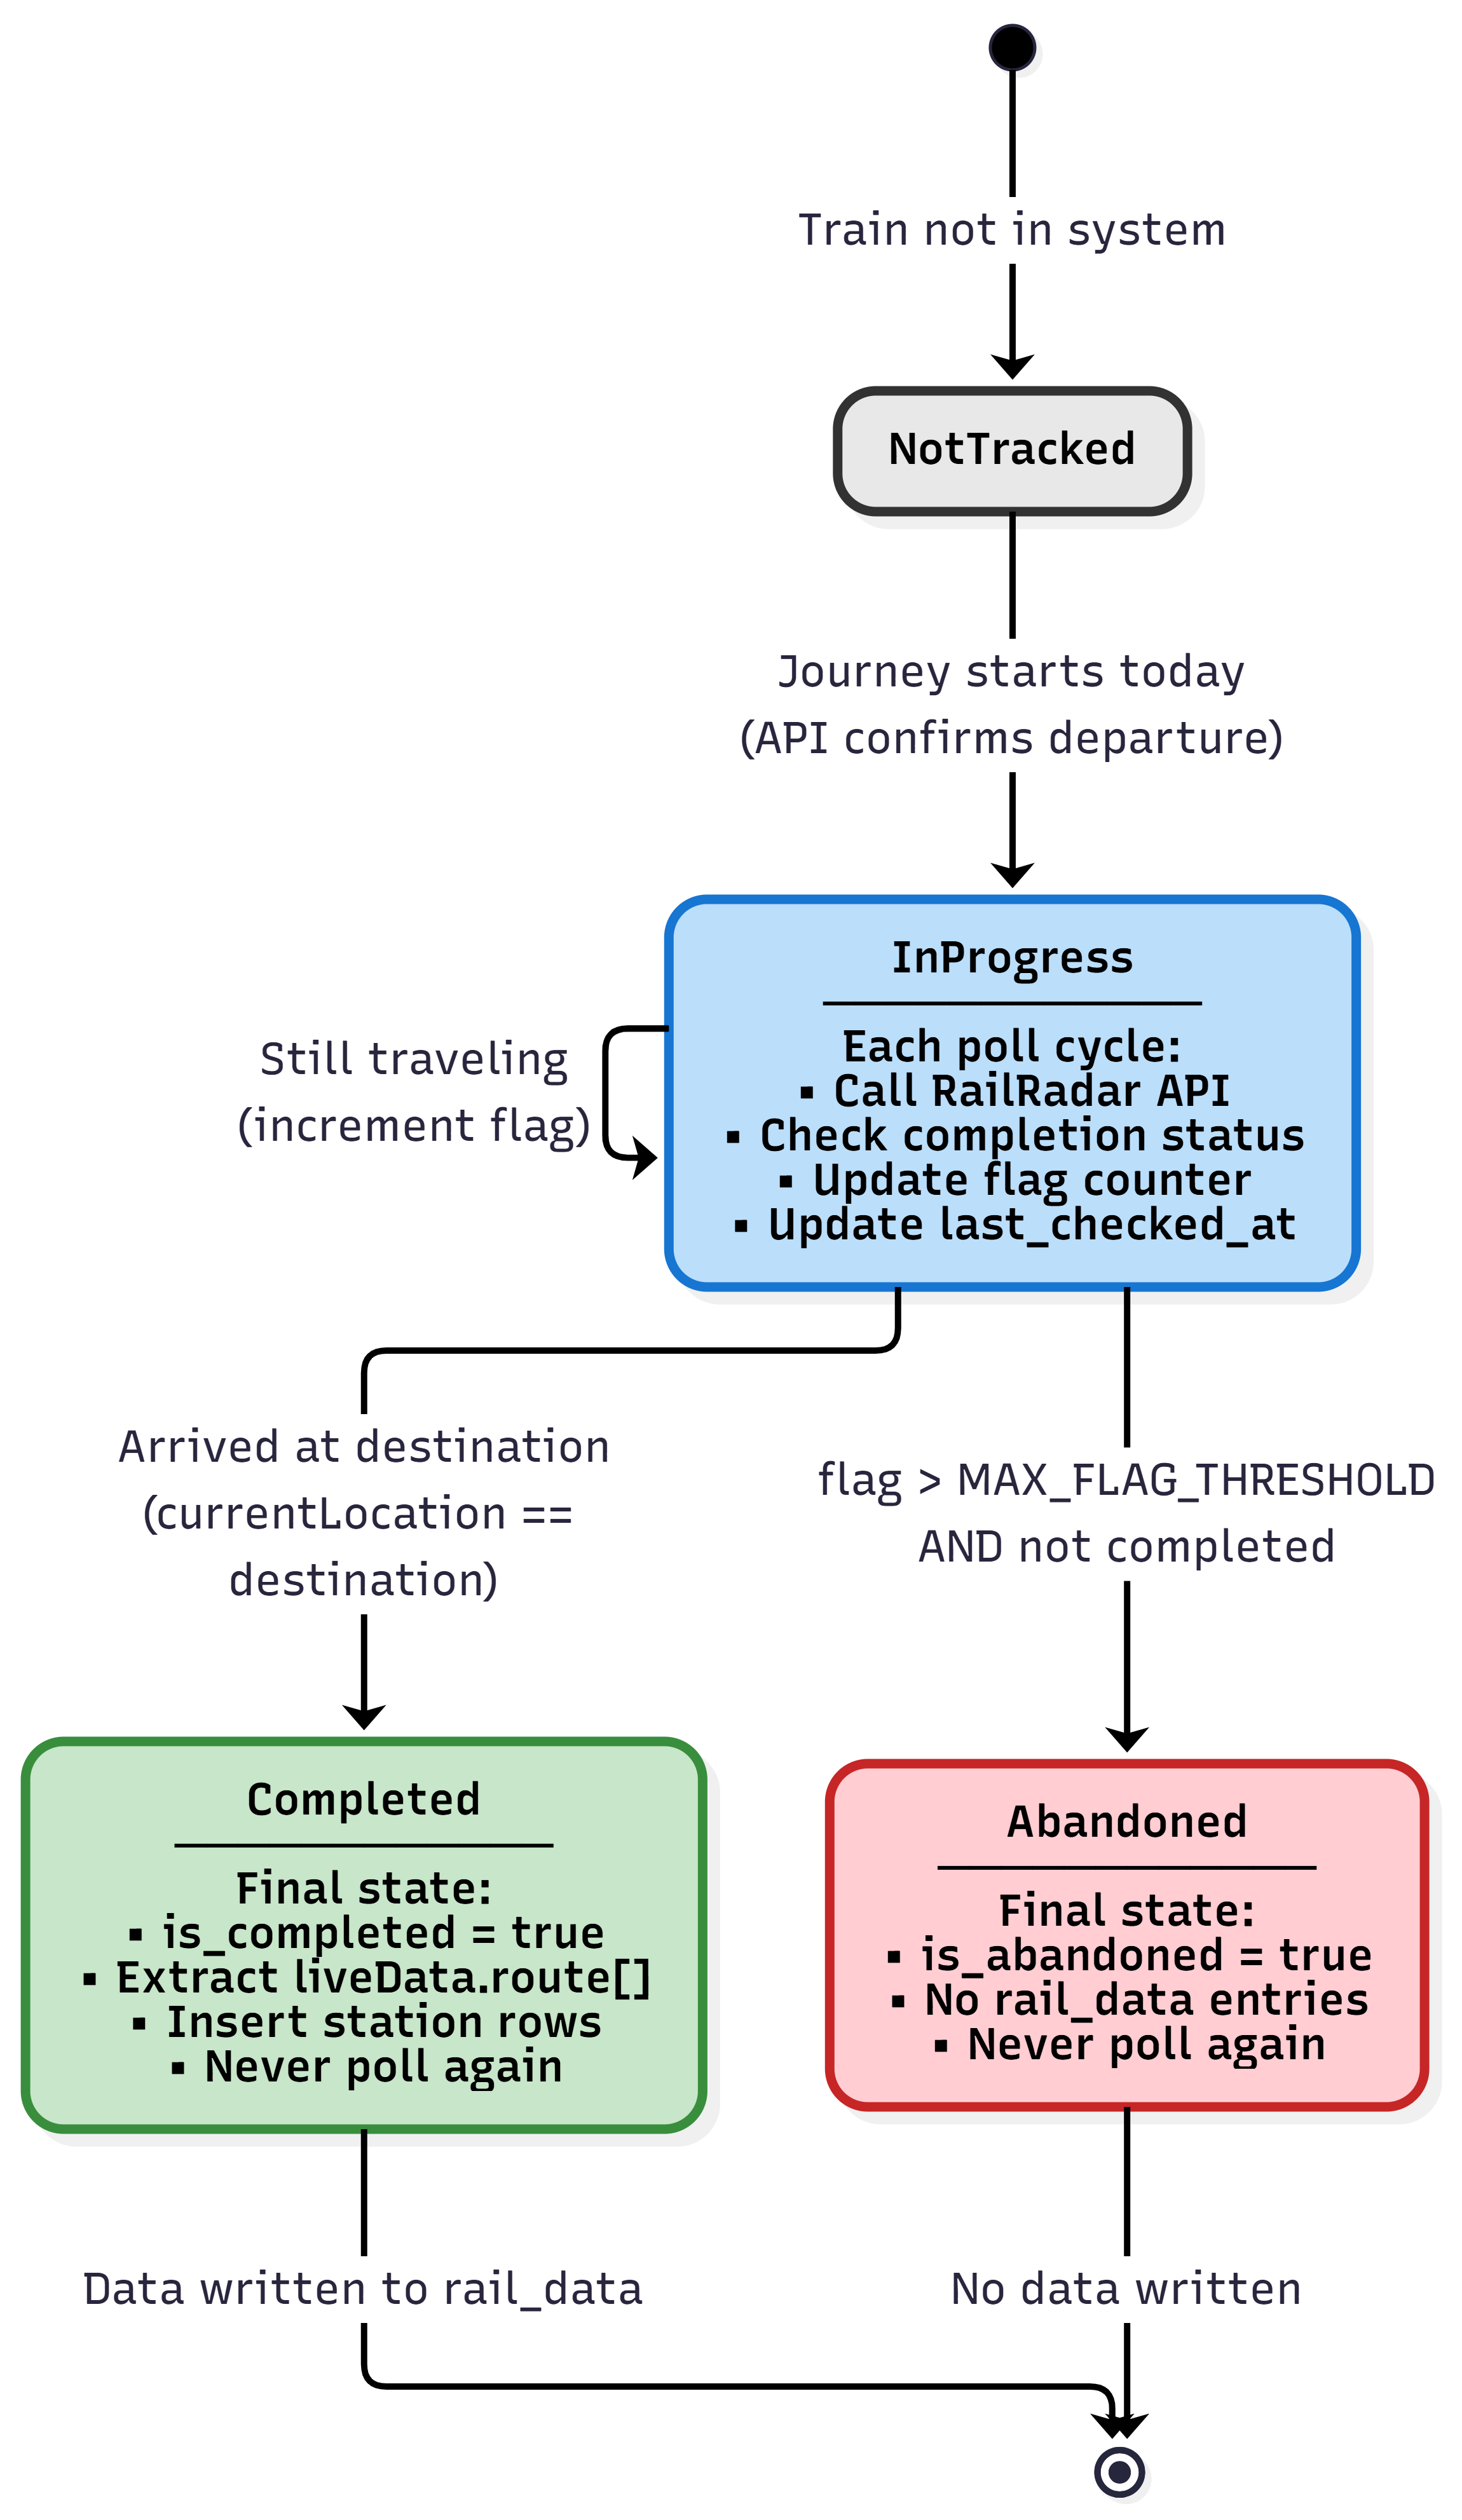 Train not in system
NotTracked
Journey starts today
(API confirms departure)
InProgress
Each poll cycle:
▪ Call RailRadar API
▪ Check completion status
▪ Update flag counter
▪ Update last_checked_at
Still traveling
(increment flag)
Arrived at destination
(currentLocation ==
destination)
flag > MAX_FLAG_THRESHOLD
AND not completed
Completed
Final state:
▪ is_completed = true
▪ Extract liveData.route[]
▪ Insert station rows
▪ Never poll again
Abandoned
Final state:
▪ is_abandoned = true
▪ No rail_data entries
▪ Never poll again
Data written to rail_data
No data written